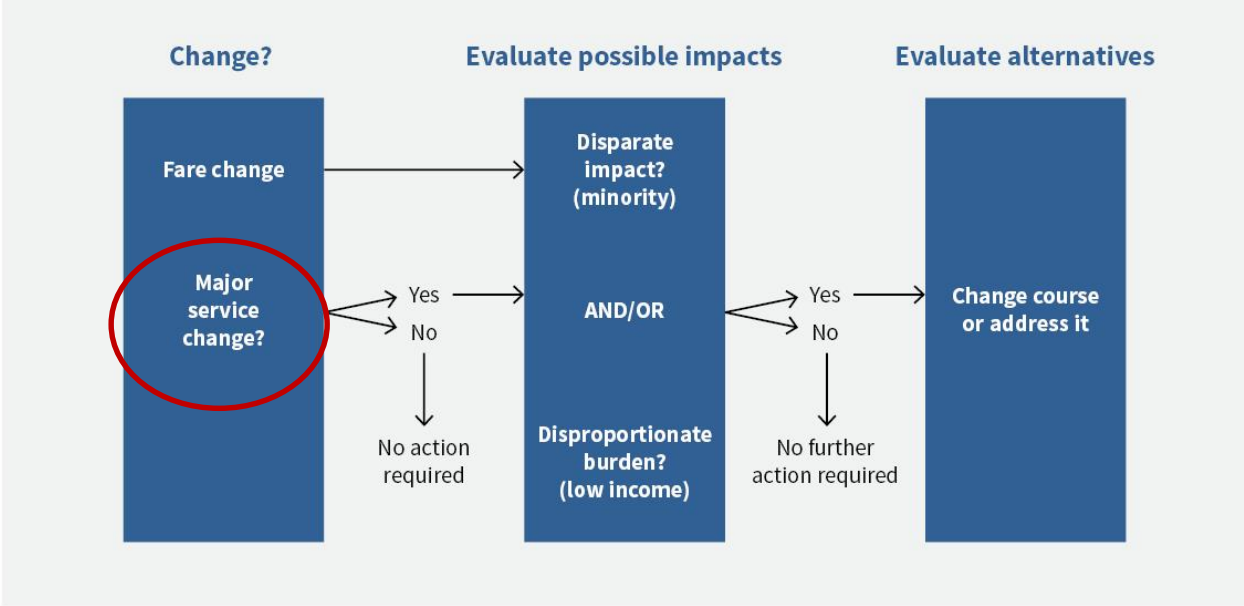 Change?
Evaluate possible impacts
Evaluate alternatives
Fare change
Major
service
change?
Yes
No
No action
required
Disparate
impact?
(minority)
AND/OR
Disproportionate
burden?
(low income)
Yes
No
No further
action required
Change course
or address it